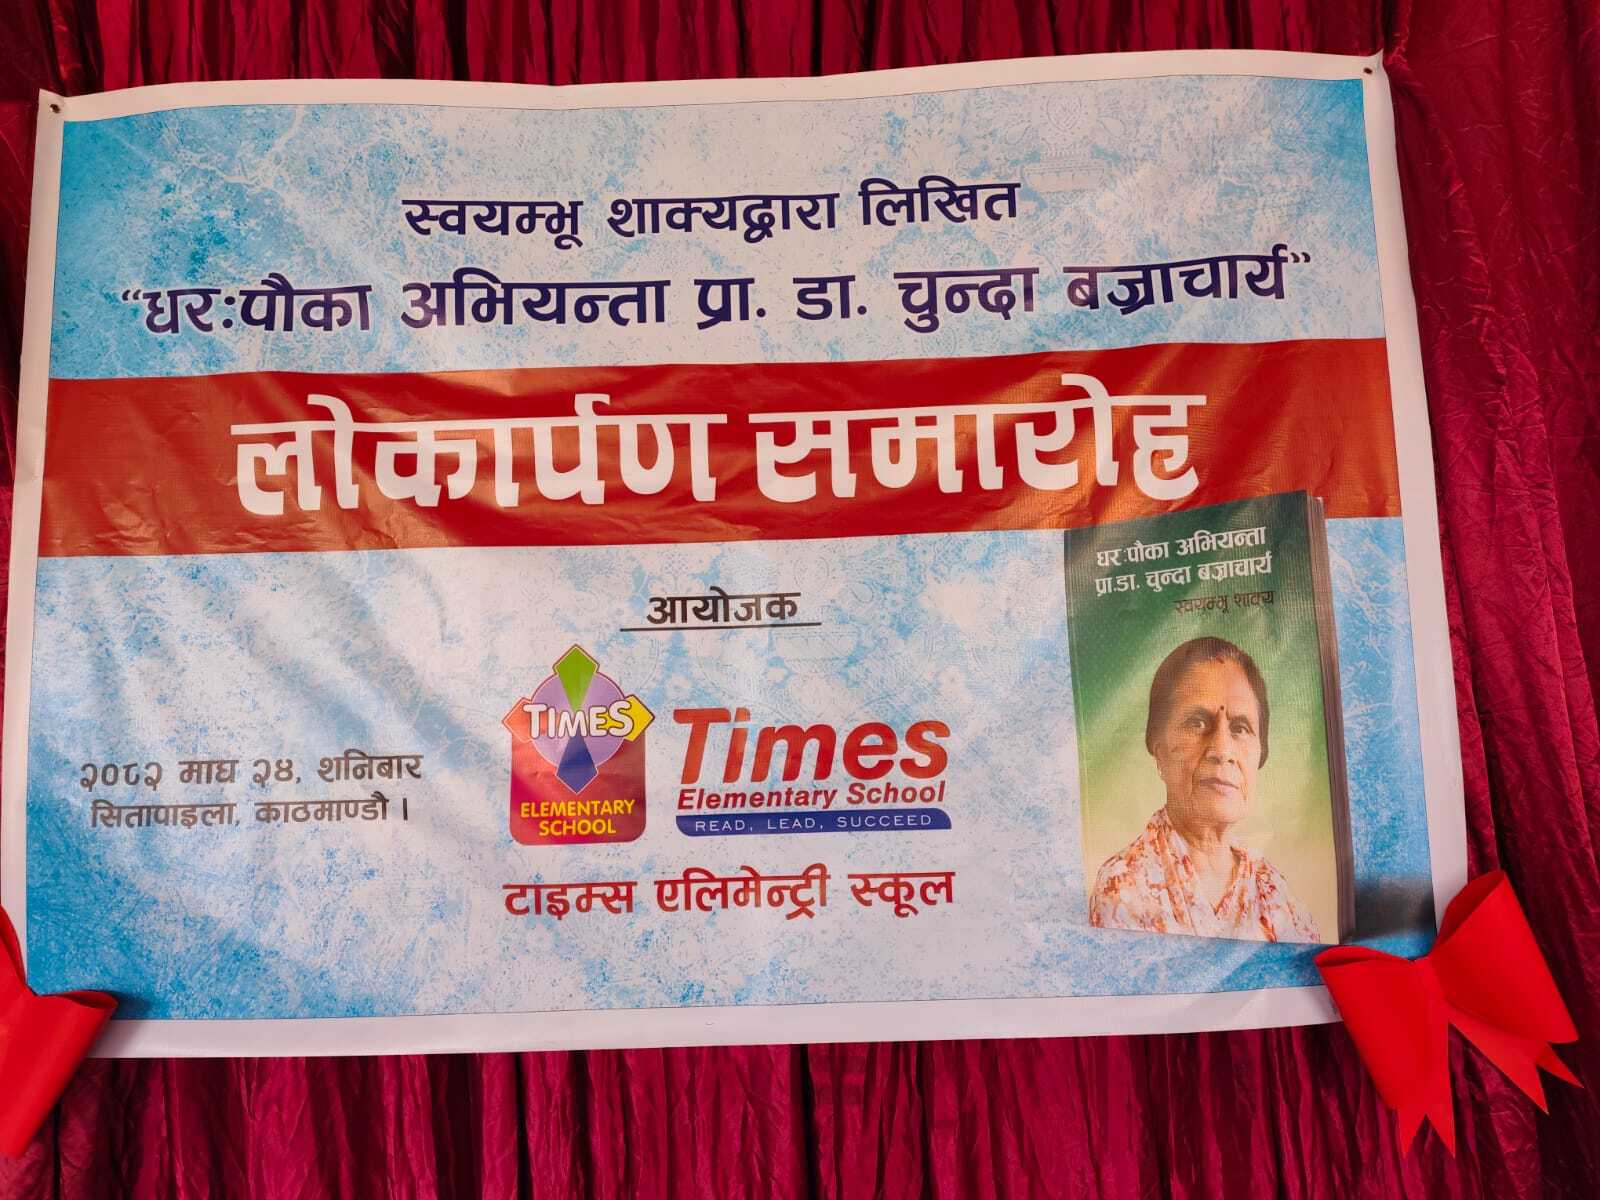 स्वयम्भू शाक्यद्वारा लिखित
“धरःपौका अभियन्ता प्रा. डा. चुन्दा बज्राचार्य”
लोकार्पण समारोह
धरःपौका अभियन्ता
प्रा.डा. चुन्दा बज्राचार्य
स्वयम्भू शाक्य
आयोजक
TIMES
ELEMENTARY
SCHOOL
Times
Elementary School
READ, LEAD, SUCCEED
२०८२ माघ २४, शनिबार
सितापाइला, काठमाण्डौ ।
टाइम्स एलिमेन्ट्री स्कूल